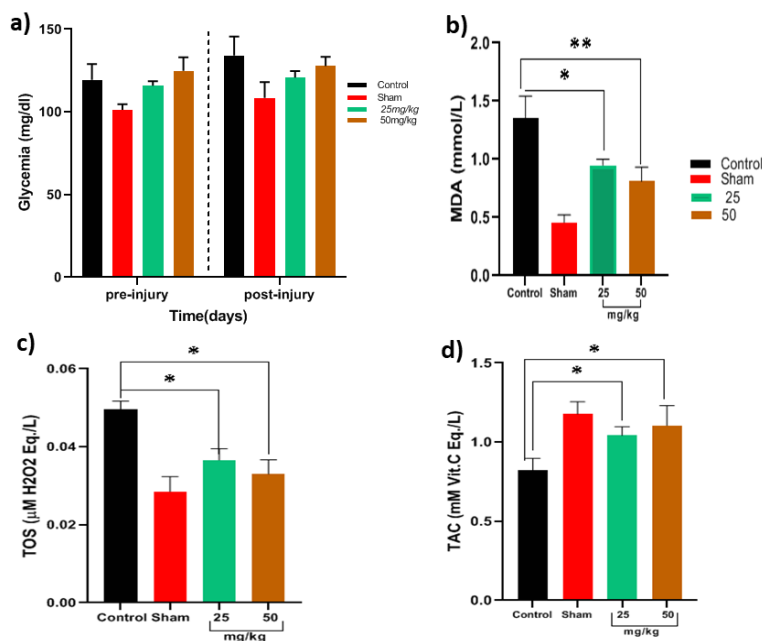 a)
Glycemia (mg/dl)
150
100
50
0
pre-injury
post-injury
Time(days)
Control
Sham
25mg/kg
50mg/kg
b)
MDA (mmol/L)
2.0
1.5
1.0
0.5
0.0
**
*
Control Sham 25 50
mg/kg
Control
Sham
25
50
c)
TOS (μM H2O2 Eq./L)
0.06
0.04
0.02
0.00
*
*
Control Sham 25 50
mg/kg
d)
TAC (mM Vit.C Eq./L)
1.5
1.0
0.5
0.0
*
*
Control Sham 25 50
mg/kg